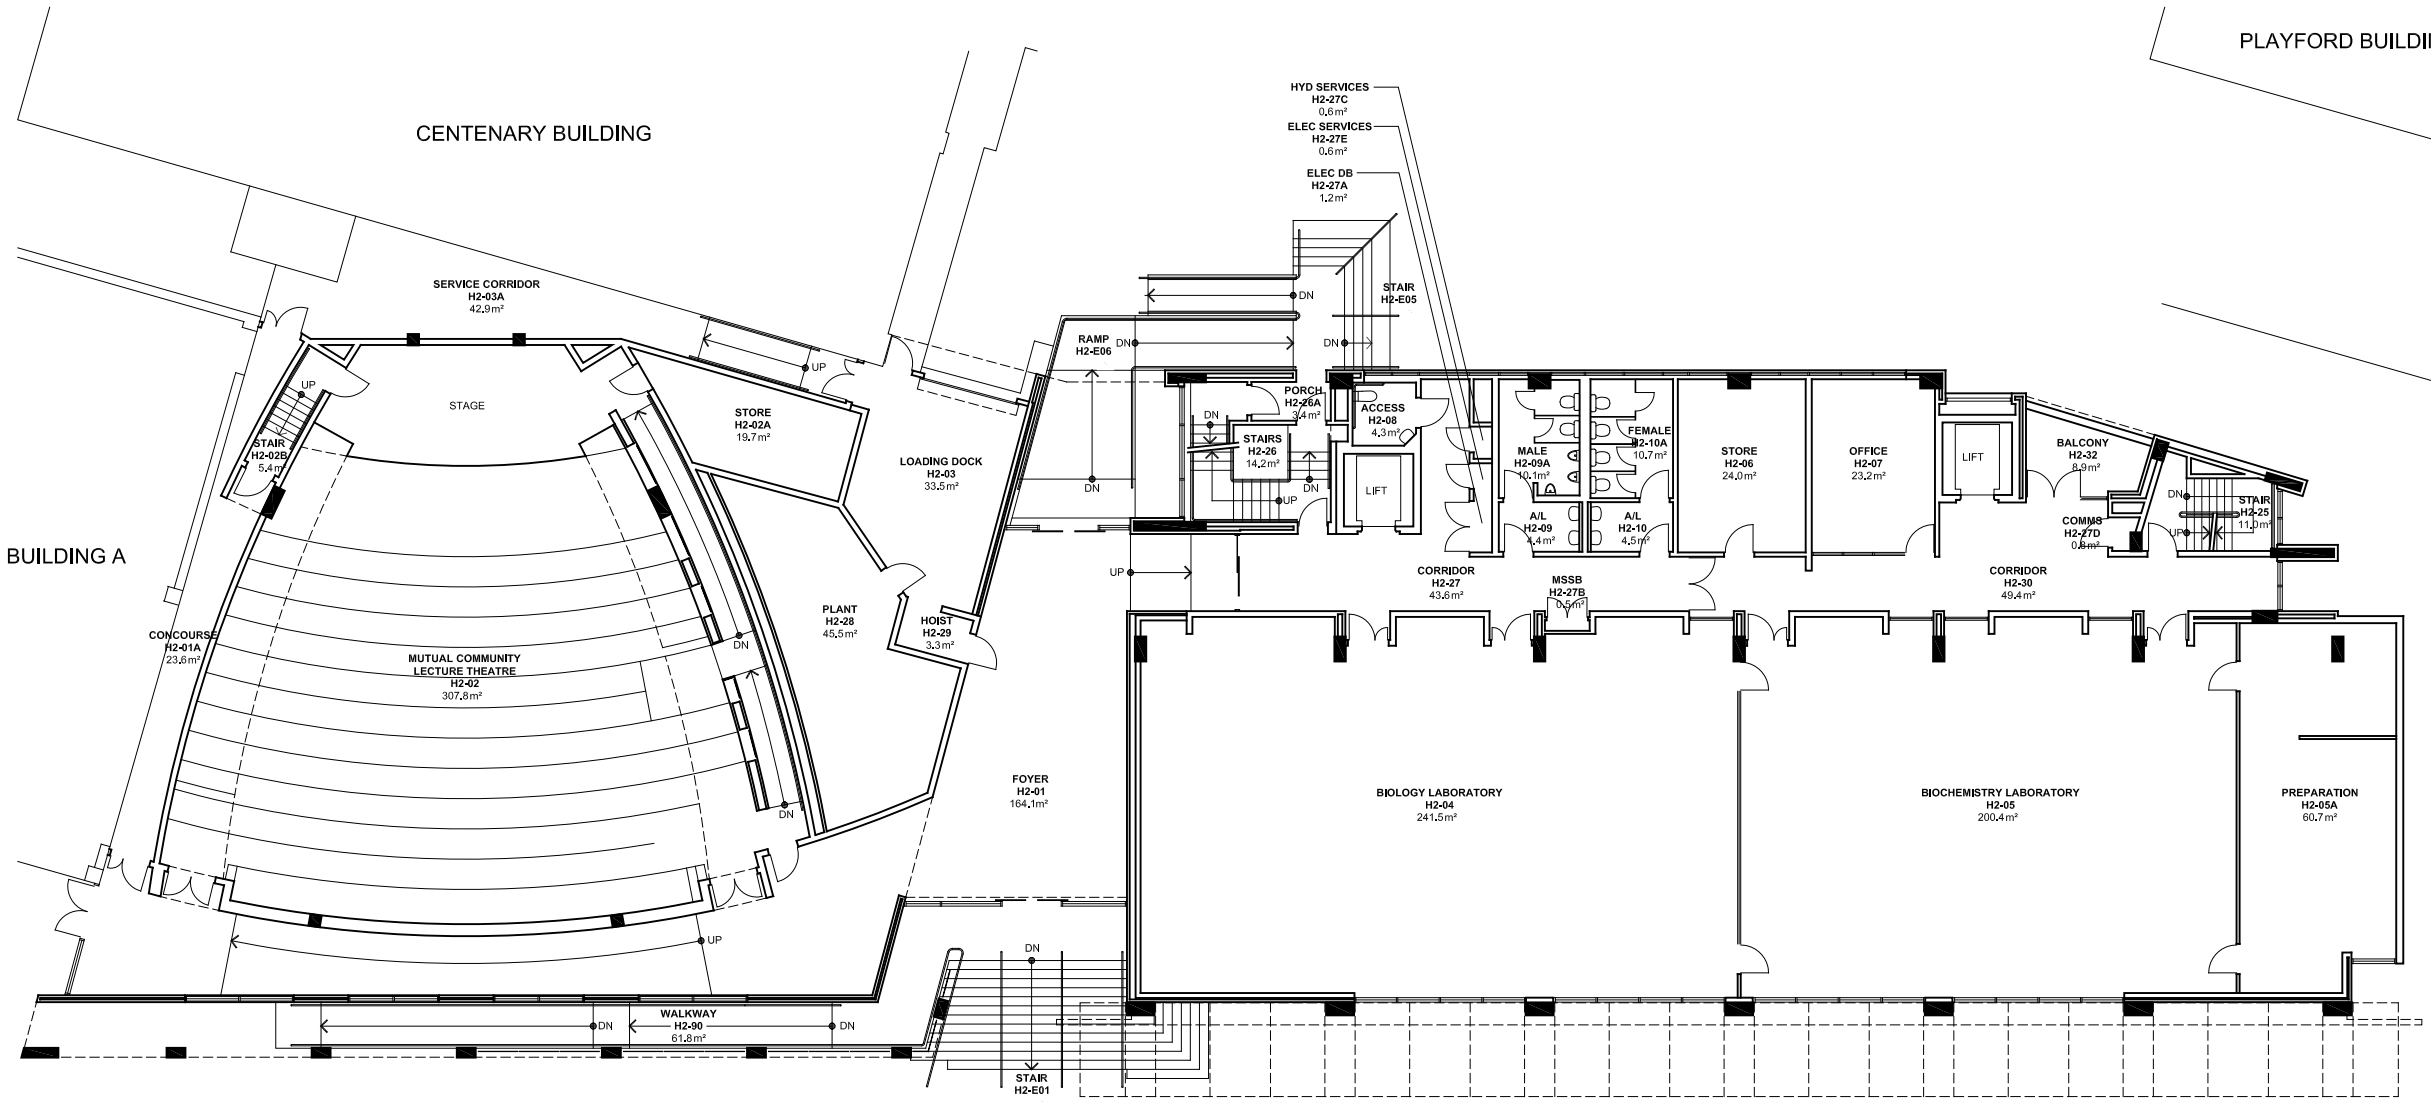 PLAYFORD BUILDIN
CENTENARY BUILDING
HYD SERVICES
H2-27C
0.6m²
ELEC SERVICES
H2-27E
0.6m²
ELEC DB
H2-27A
1.2m²
SERVICE CORRIDOR
H2-03A
42.9m²
STAIR
H2-E05
DN
RAMP
H2-E06
DN
DN
UP
UP
STAGE
STAIR
H2-02B
5.4m²
STORE
H2-02A
19.7m²
LOADING DOCK
H2-03
33.5m²
DN
PORCH
H2-26A
3.4m²
DN
STAIRS
H2-26
14.2m²
DN
UP
ACCESS
H2-08
4.3m²
LIFT
MALE
H2-09A
10.1m²
FEMALE
H2-10A
10.7m²
A/L
H2-09
4.4m²
A/L
H2-10
4.5m²
STORE
H2-06
24.0m²
OFFICE
H2-07
23.2m²
LIFT
BALCONY
H2-32
8.9m²
COMMS
H2-27D
0.8m²
DN
UP
STAIR
H2-25
11.0m²
BUILDING A
UP
CORRIDOR
H2-27
43.6m²
MSSB
H2-27B
0.5m²
CORRIDOR
H2-30
49.4m²
CONCOURSE
H2-01A
23.6m²
MUTUAL COMMUNITY
LECTURE THEATRE
H2-02
307.8m²
DN
DN
PLANT
H2-28
45.5m²
HOIST
H2-29
3.3m²
FOYER
H2-01
164.1m²
BIOLOGY LABORATORY
H2-04
241.5m²
BIOCHEMISTRY LABORATORY
H2-05
200.4m²
PREPARATION
H2-05A
60.7m²
UP
DN
WALKWAY
H2-90
61.8m²
DN
DN
STAIR
H2-E01